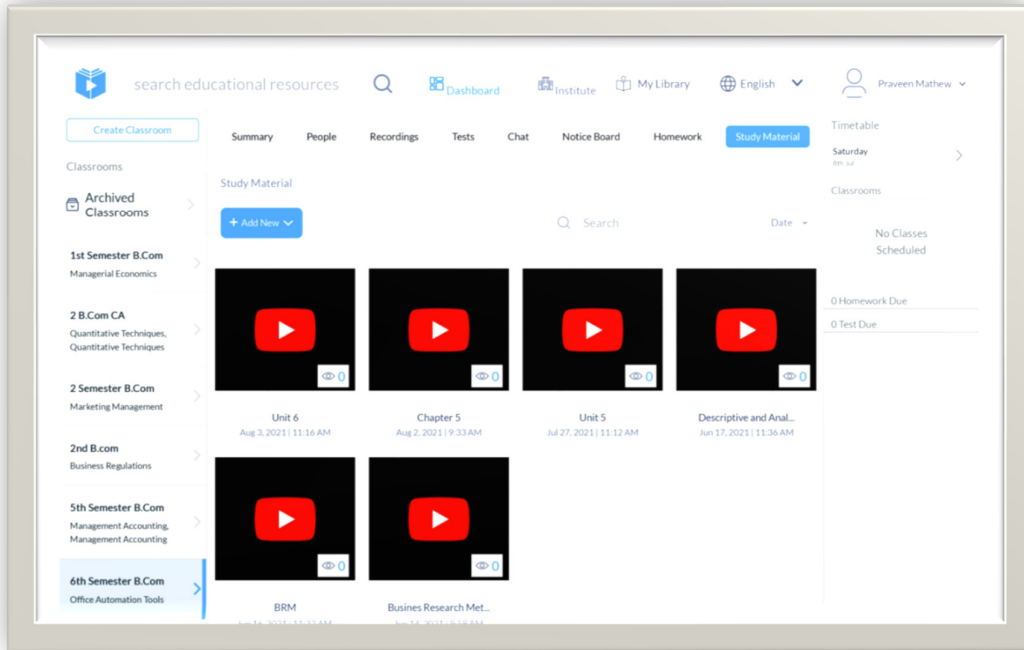 search educational resources
Dashboard
Institute
My Library
English
Praveen Mathew
Create Classroom
Summary
People
Recordings
Tests
Chat
Notice Board
Homework
Study Material
Timetable
Saturday
8th Jul
Classrooms
No Classes
Scheduled
0 Homework Due
0 Test Due
Classrooms
Archived
Classrooms
1st Semester B.Com
Managerial Economics
2 B.Com CA
Quantitative Techniques,
Quantitative Techniques
2 Semester B.Com
Marketing Management
2nd B.com
Business Regulations
5th Semester B.Com
Management Accounting,
Management Accounting
6th Semester B.Com
Office Automation Tools
Study Material
+ Add New
Search
Date
0
0
0
0
Unit 6
Aug 3, 2021 | 11:16 AM
Chapter 5
Aug 2, 2021 | 9:33 AM
Unit 5
Jul 27, 2021 | 11:12 AM
Descriptive and Anal...
Jun 17, 2021 | 11:36 AM
0
0
BRM
Busines Research Met...